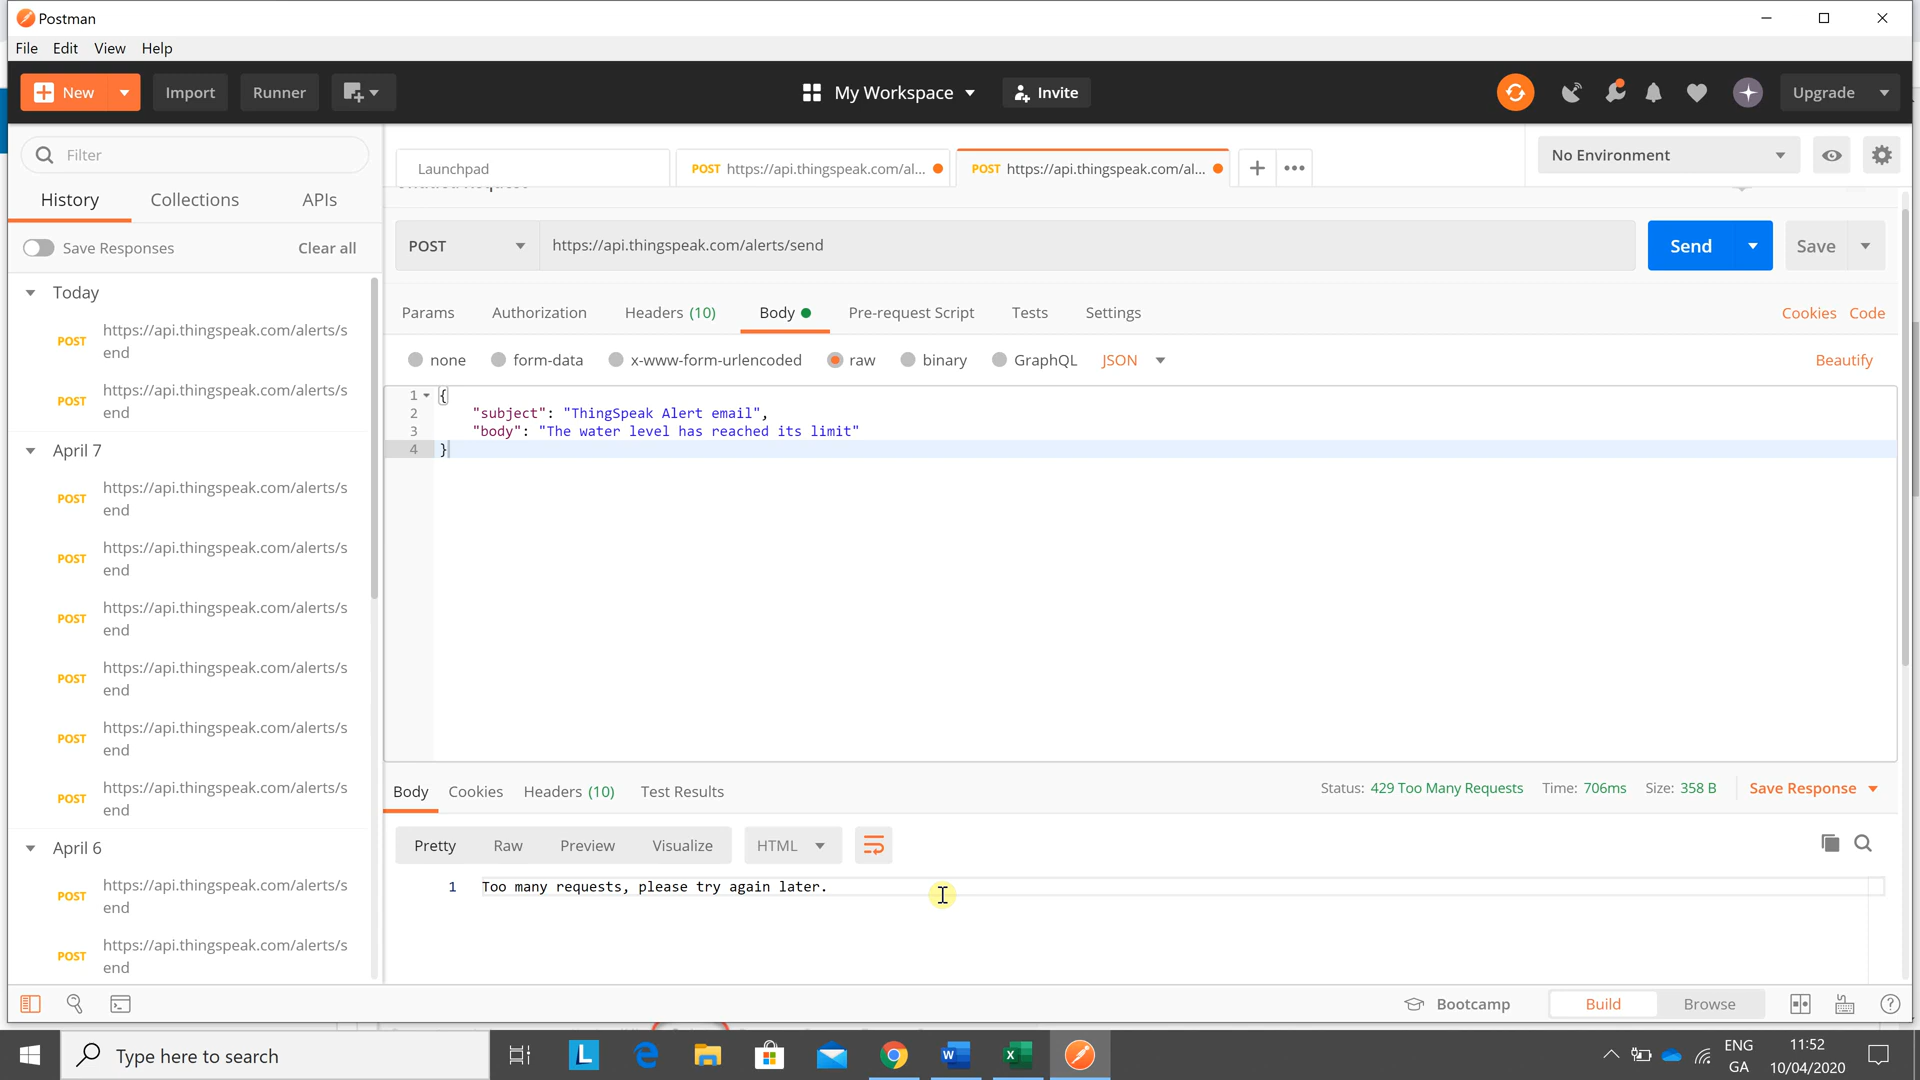 Postman
File Edit View Help
New Import Runner My Workspace Invite Upgrade
Filter
History Collections APIs
Save Responses Clear all
Today
POST https://api.thingspeak.com/alerts/s
end
POST https://api.thingspeak.com/alerts/s
end
April 7
POST https://api.thingspeak.com/alerts/s
end
POST https://api.thingspeak.com/alerts/s
end
POST https://api.thingspeak.com/alerts/s
end
POST https://api.thingspeak.com/alerts/s
end
POST https://api.thingspeak.com/alerts/s
end
POST https://api.thingspeak.com/alerts/s
end
April 6
POST https://api.thingspeak.com/alerts/s
end
POST https://api.thingspeak.com/alerts/s
end
Launchpad POST https://api.thingspeak.com/al... POST https://api.thingspeak.com/al... No Environment
POST https://api.thingspeak.com/alerts/send Send Save
Params Authorization Headers (10) Body Pre-request Script Tests Settings Cookies Code
none form-data x-www-form-urlencoded raw binary GraphQL JSON Beautify
1 {
2 "subject": "ThingSpeak Alert email",
3 "body": "The water level has reached its limit"
4 }
Body Cookies Headers (10) Test Results Status: 429 Too Many Requests Time: 706ms Size: 358 B Save Response
Pretty Raw Preview Visualize HTML
1 Too many requests, please try again later.
Bootcamp Build Browse
Type here to search
ENG
GA
11:52
10/04/2020